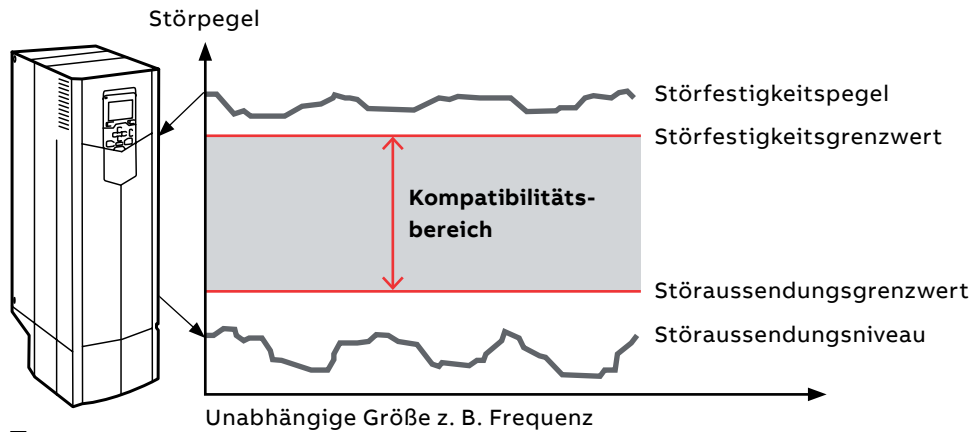 Störpegel
Störfestigkeitspegel
Störfestigkeitsgrenzwert
Kompatibilitäts-
bereich
Störaussendungsgrenzwert
Störaussendungsniveau
Unabhängige Größe z. B. Frequenz